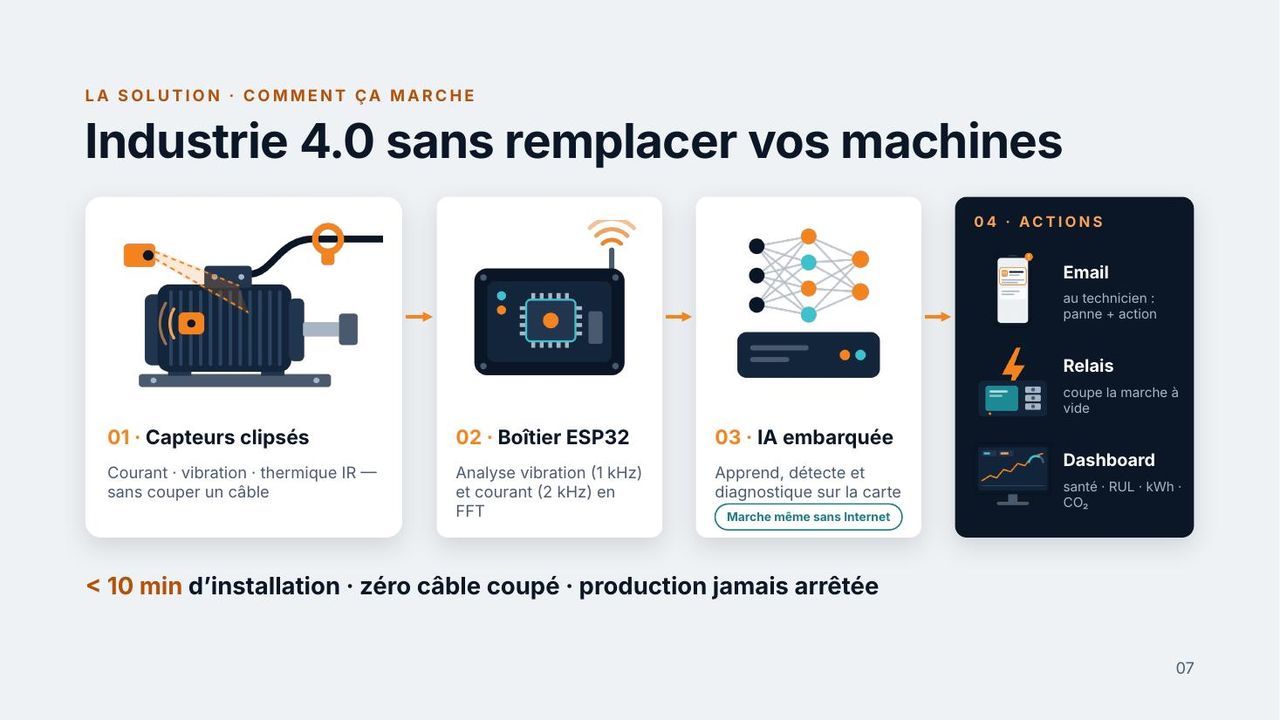 LA SOLUTION · COMMENT ÇA MARCHE
Industrie 4.0 sans remplacer vos machines
01 · Capteurs clipsés
Courant · vibration · thermique IR —
sans couper un câble
02 · Boîtier ESP32
Analyse vibration (1 kHz)
et courant (2 kHz) en
FFT
03 · IA embarquée
Apprend, détecte et
diagnostique sur la carte
Marche même sans Internet
04 · ACTIONS
Email
au technicien :
panne + action
Relais
coupe la marche à
vide
Dashboard
santé · RUL · kWh ·
CO₂
< 10 min d’installation · zéro câble coupé · production jamais arrêtée
07